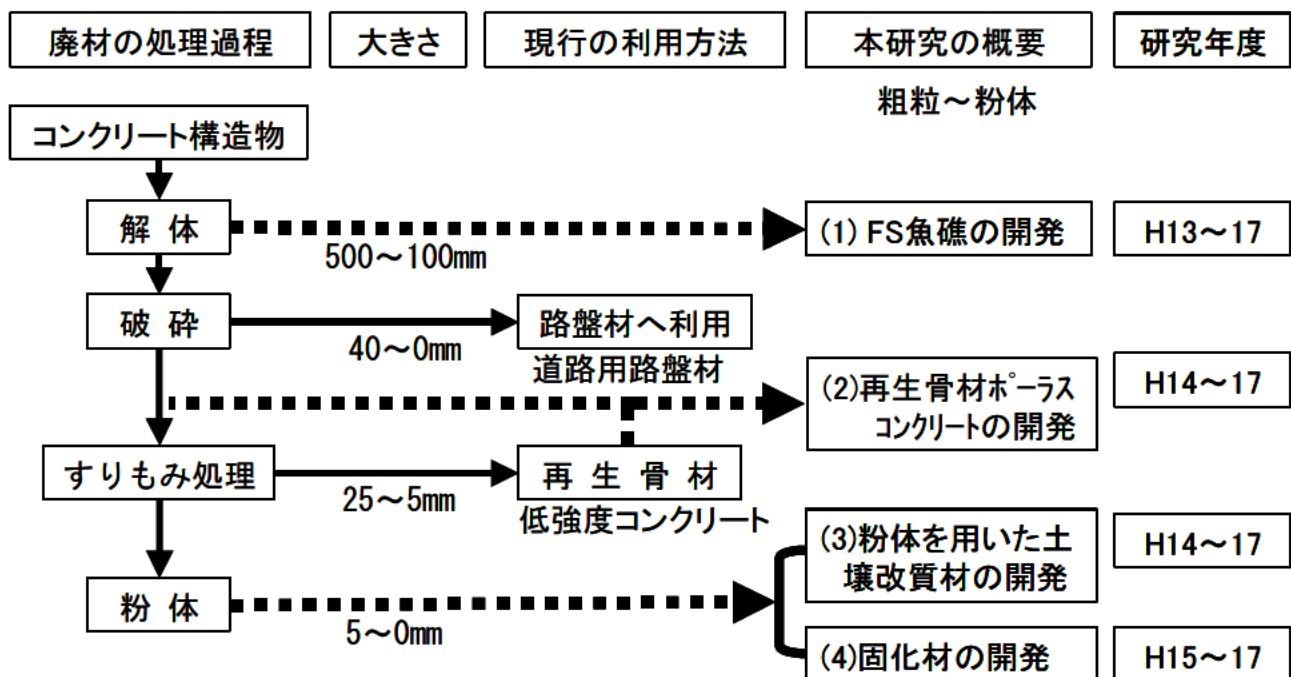 廃材の処理過程
大きさ
現行の利用方法
本研究の概要
研究年度
粗粒～粉体
コンクリート構造物
解 体
500～100mm
(1) FS魚礁の開発
H13～17
破 砕
40～0mm
路盤材へ利用
道路用路盤材
(2)再生骨材ポーラス
コンクリートの開発
H14～17
すりもみ処理
25～5mm
再 生 骨 材
低強度コンクリート
(3)粉体を用いた土
壌改質材の開発
H14～17
粉 体
5～0mm
(4)固化材の開発
H15～17